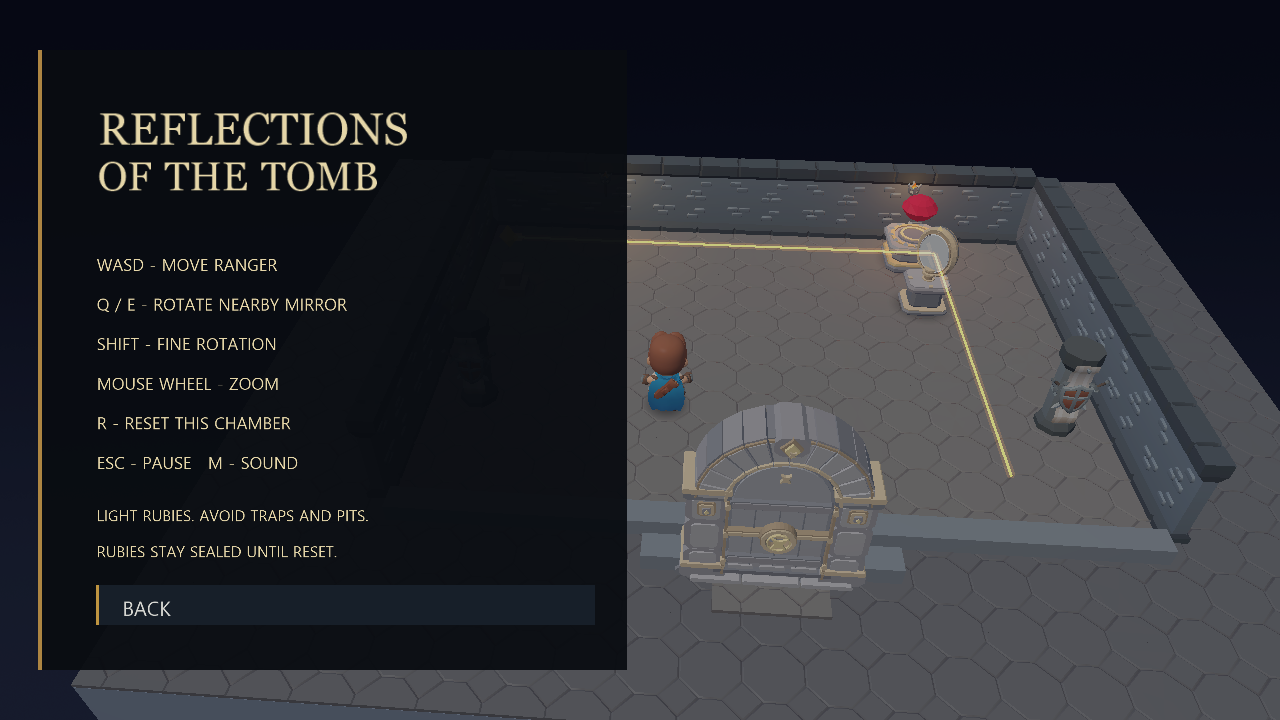 REFLECTIONS
OF THE TOMB
WASD - MOVE RANGER
Q / E - ROTATE NEARBY MIRROR
SHIFT - FINE ROTATION
MOUSE WHEEL - ZOOM
R - RESET THIS CHAMBER
ESC - PAUSE M - SOUND
LIGHT RUBIES. AVOID TRAPS AND PITS.
RUBIES STAY SEALED UNTIL RESET.
BACK